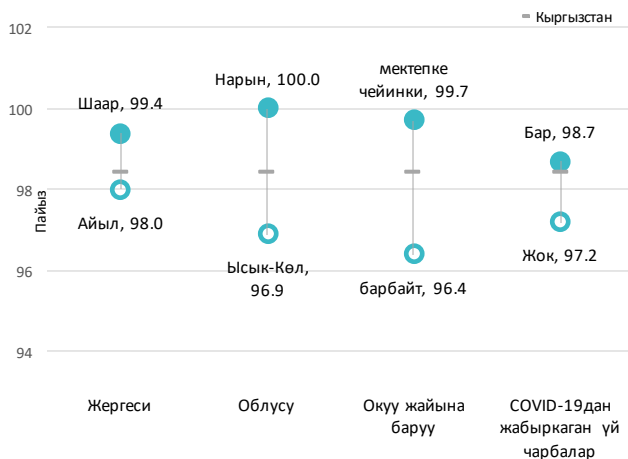 Кыргызстан
102
100
98
96
94
Пайыз
Шаар, 99.4
Айыл, 98.0
Нарын, 100.0
Ысык-Көл,
96.9
мектепке
чейинки, 99.7
барбайт, 96.4
Бар, 98.7
Жок, 97.2
Жергеси
Облусу
Окуу жайына
баруу
COVID-19дан
жабыркаган үй
чарбалар